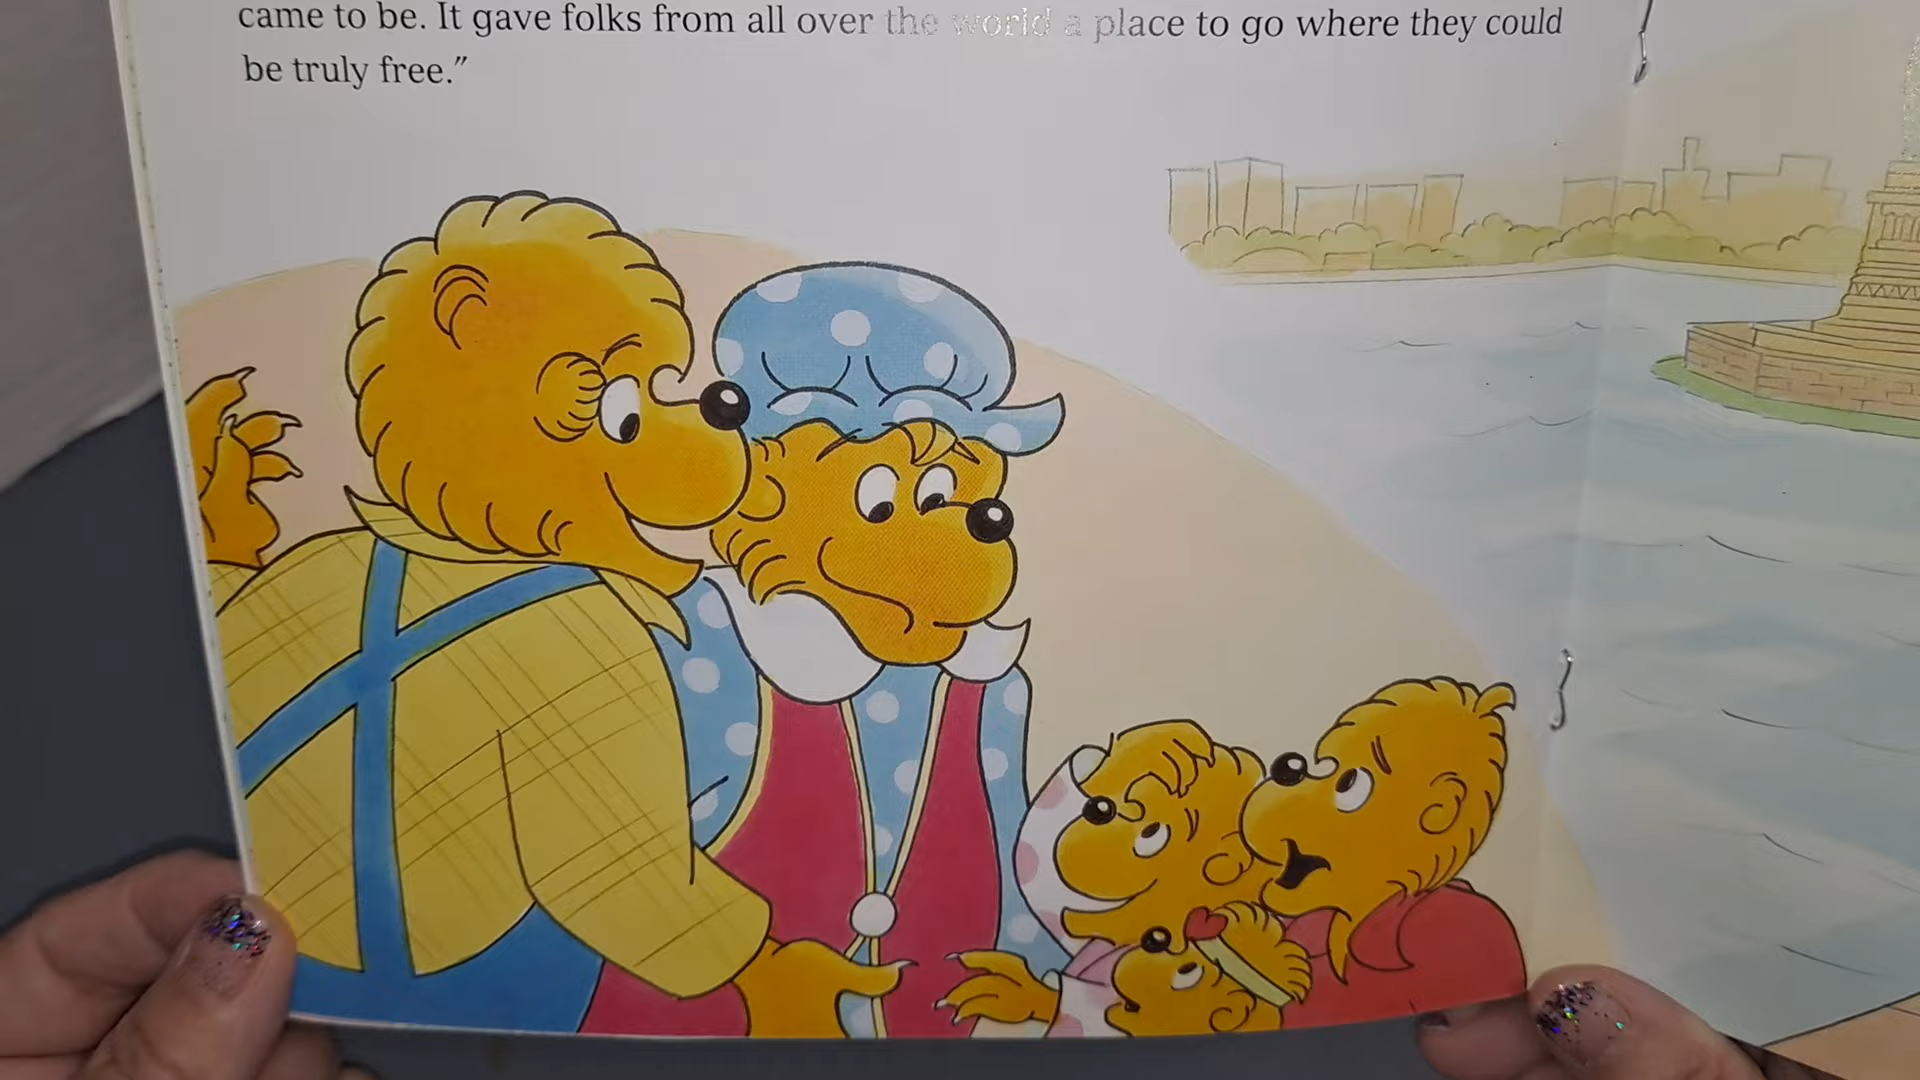 came to be. It gave folks from all over the world a place to go where they could
be truly free.”